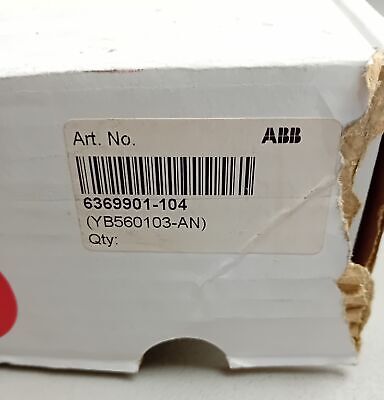 Art. No. ABB
6369901-104
(YB560103-AN)
Qty: